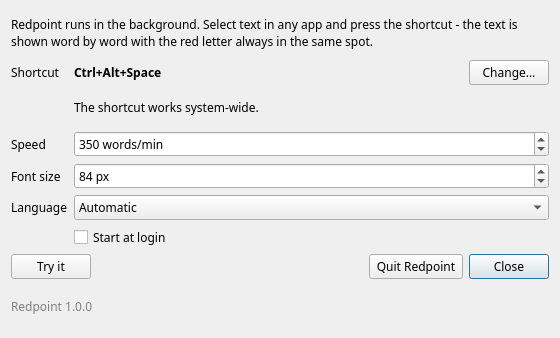 Redpoint runs in the background. Select text in any app and press the shortcut - the text is
shown word by word with the red letter always in the same spot.
Shortcut Ctrl+Alt+Space Change...
The shortcut works system-wide.
Speed 350 words/min
Font size 84 px
Language Automatic
Start at login
Try it Quit Redpoint Close
Redpoint 1.0.0